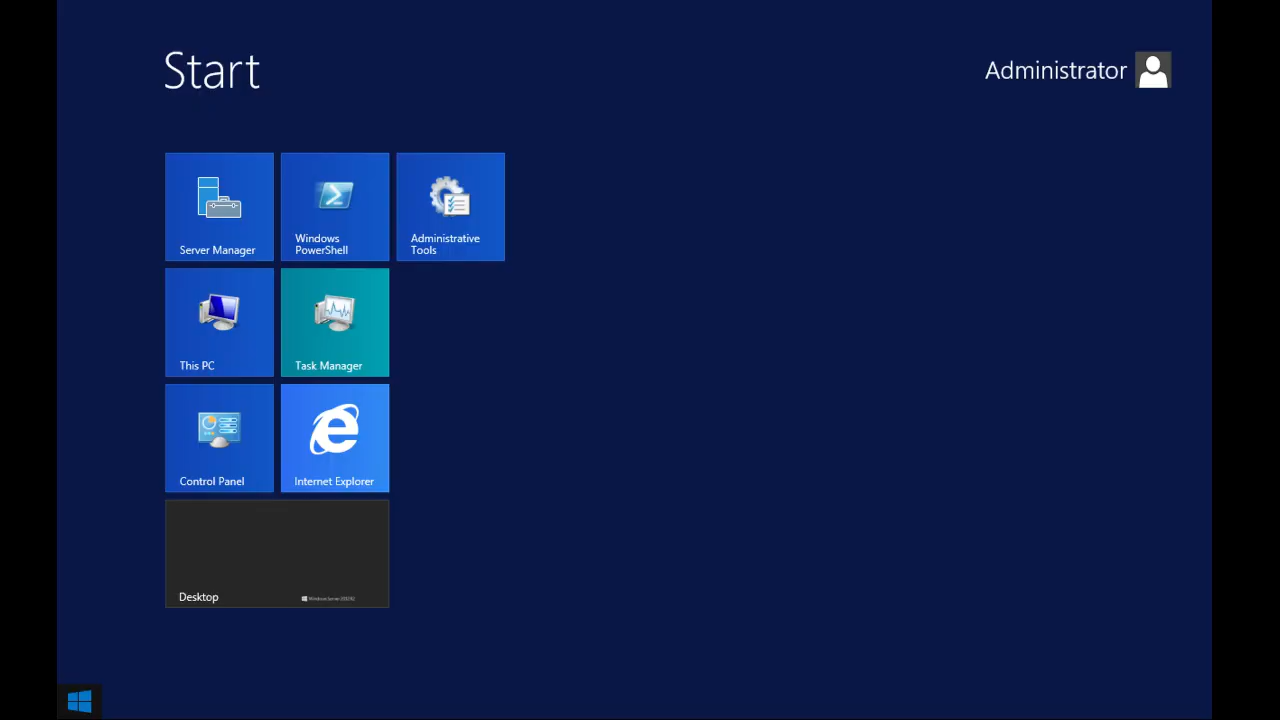 Start
Administrator
Server Manager
Windows
PowerShell
Administrative
Tools
This PC
Task Manager
Control Panel
Internet Explorer
Desktop